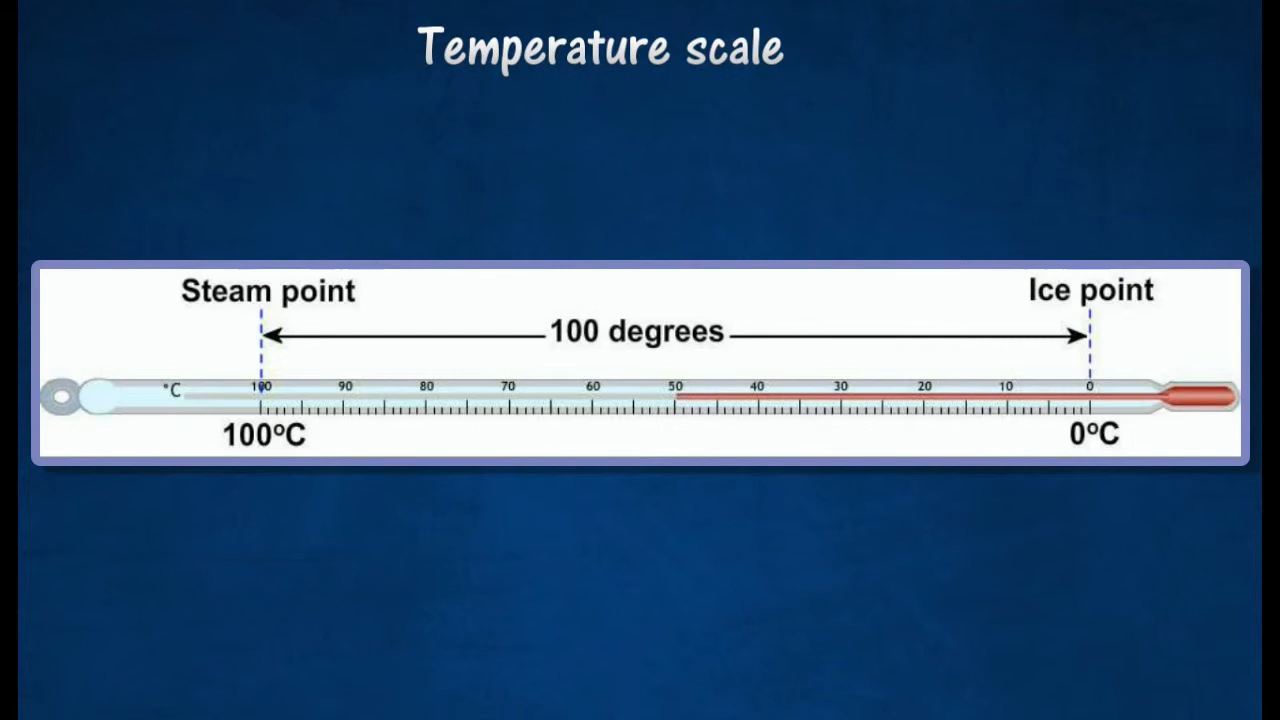 Temperature scale
Steam point
Ice point
100 degrees
°C 100 90 80 70 60 50 40 30 20 10 0
100°C
0°C